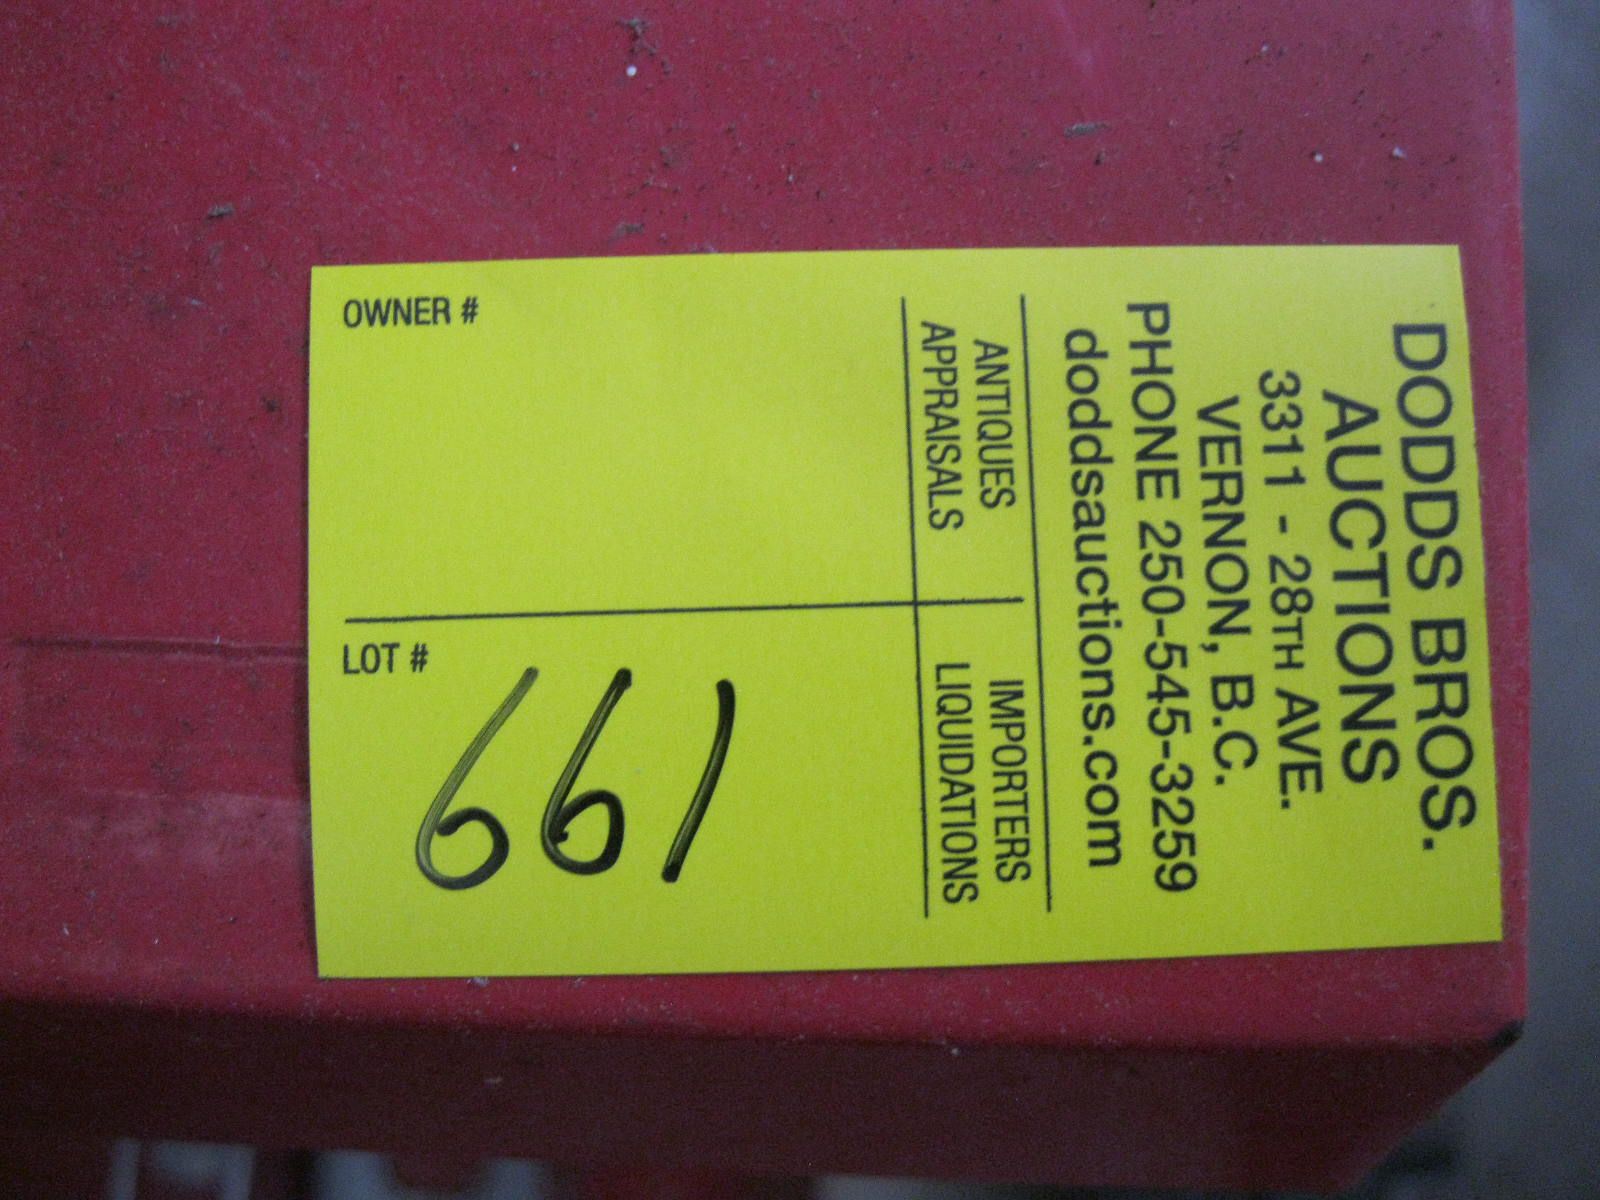 DODDS BROS.
AUCTIONS
3311 - 28TH AVE.
VERNON, B.C.
PHONE 250-545-3259
doddsauctions.com
ANTIQUES
APPRAISALS
IMPORTERS
LIQUIDATIONS
OWNER #
LOT #
661